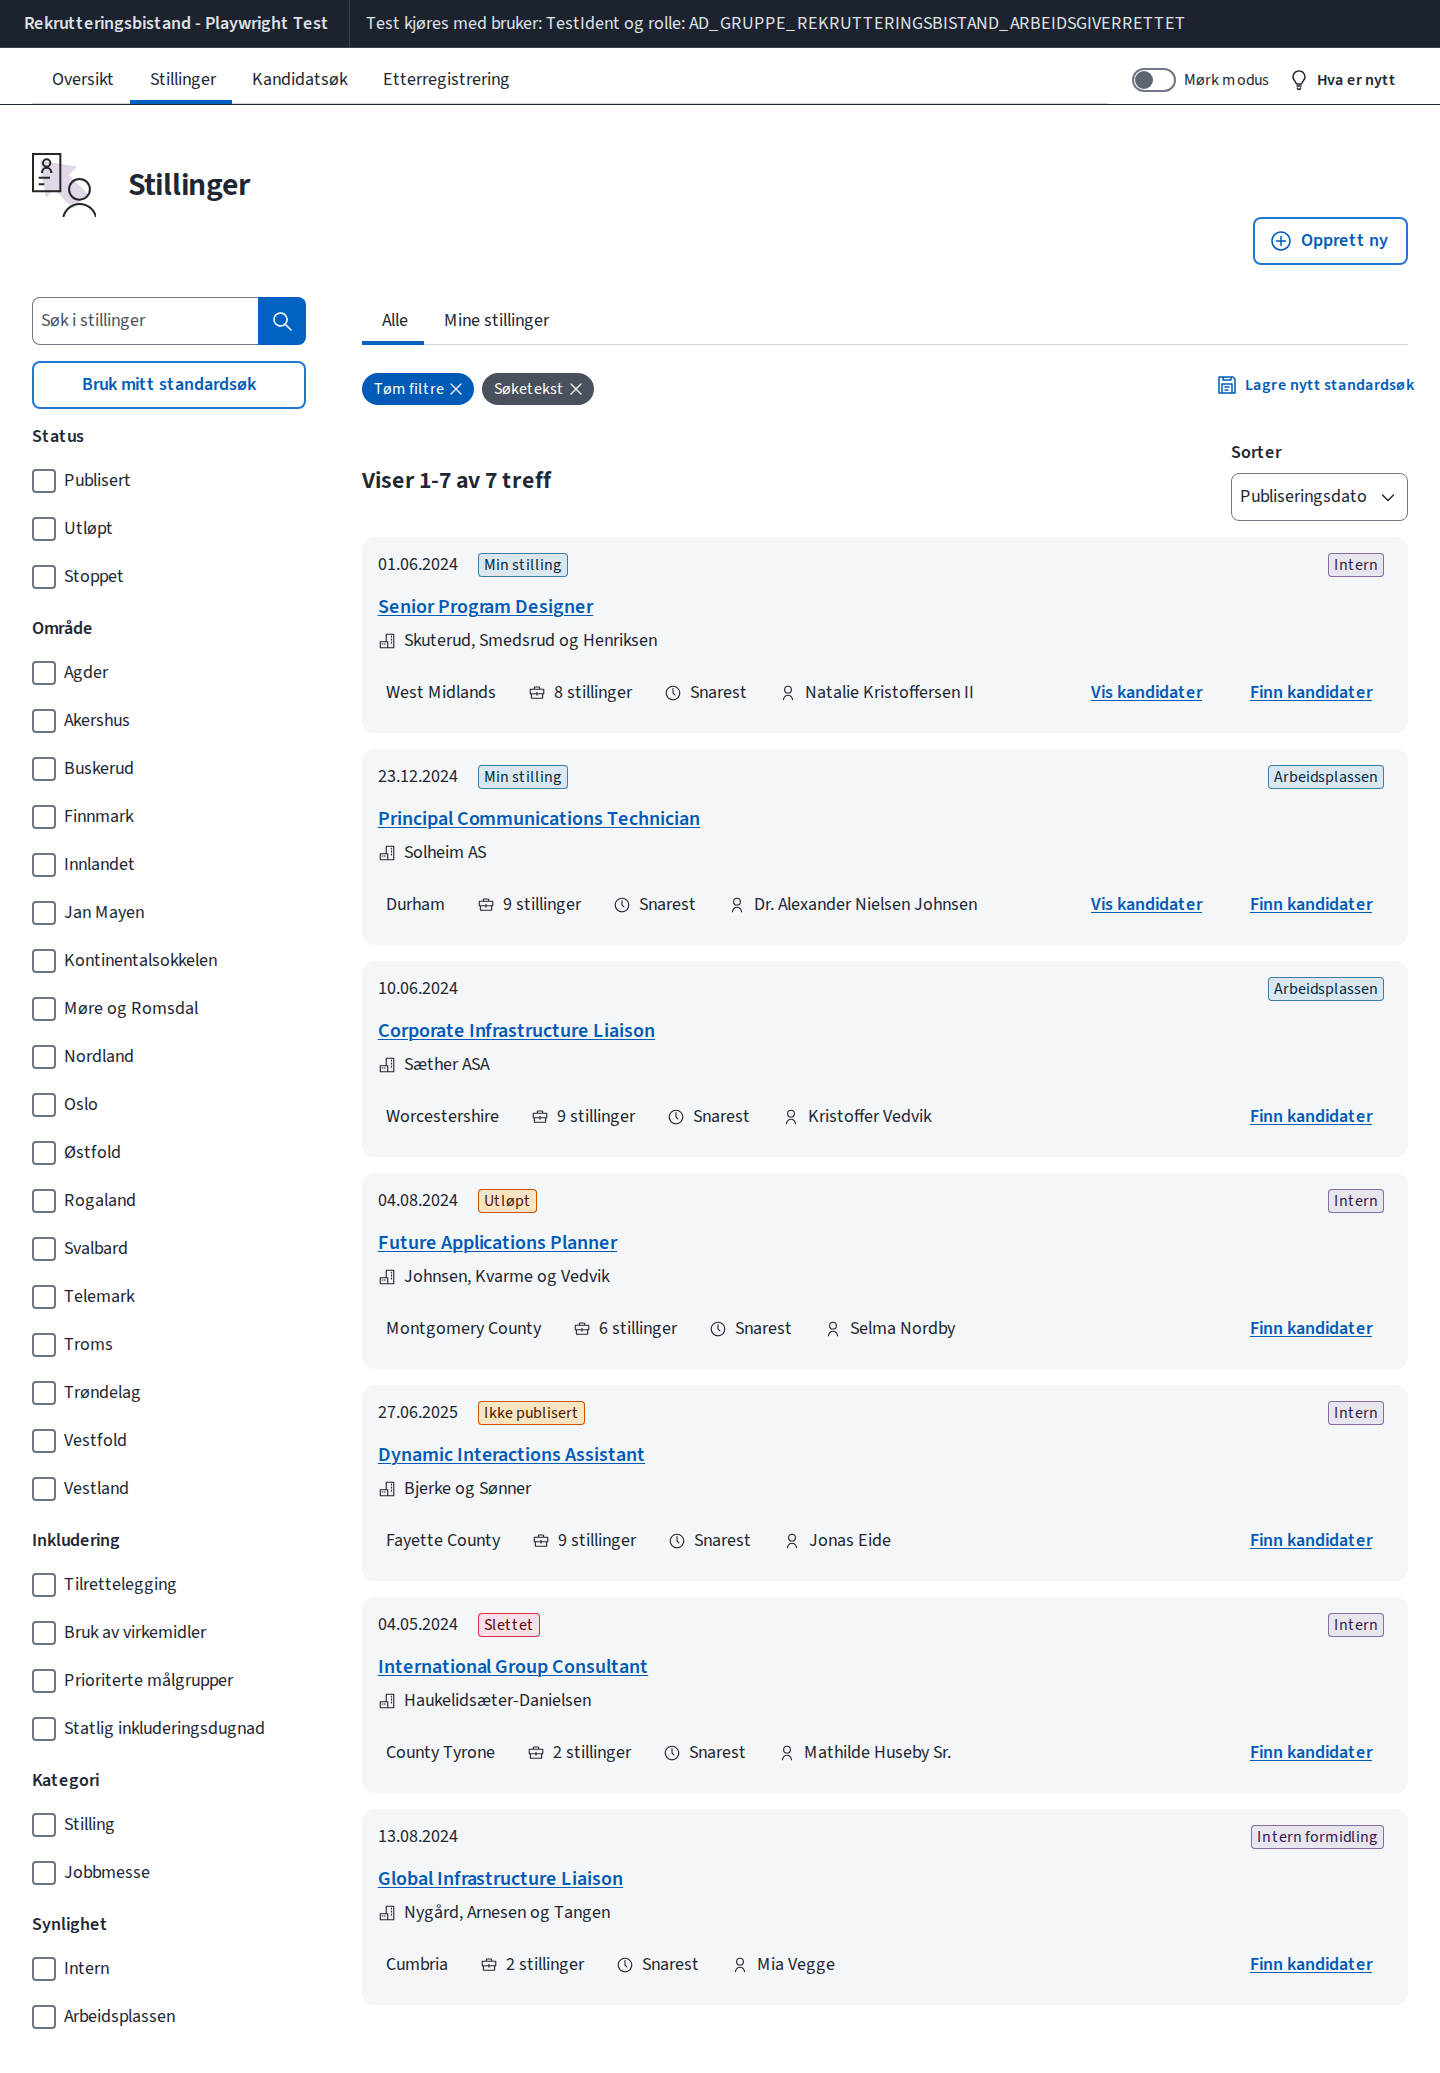 Rekrutteringsbistand - Playwright Test
Test kjøres med bruker: TestIdent og rolle: AD_GRUPPE_REKRUTTERINGSBISTAND_ARBEIDSGIVERRETTET
Oversikt
Stillinger
Kandidatsøk
Etterregistrering
Mørk modus
Hva er nytt
Stillinger
Opprett ny
Søk i stillinger
Bruk mitt standardsøk
Status
Publisert
Utløpt
Stoppet
Område
Agder
Akershus
Buskerud
Finnmark
Innlandet
Jan Mayen
Kontinentalsokkelen
Møre og Romsdal
Nordland
Oslo
Østfold
Rogaland
Svalbard
Telemark
Troms
Trøndelag
Vestfold
Vestland
Inkludering
Tilrettelegging
Bruk av virkemidler
Prioriterte målgrupper
Statlig inkluderingsdugnad
Kategori
Stilling
Jobbmesse
Synlighet
Intern
Arbeidsplassen
Alle
Mine stillinger
Tøm filtre
Søketekst
Lagre nytt standardsøk
Viser 1-7 av 7 treff
Sorter
Publiseringsdato
01.06.2024 Min stilling Intern
Senior Program Designer
Skuterud, Smedsrud og Henriksen
West Midlands 8 stillinger Snarest Natalie Kristoffersen II Vis kandidater Finn kandidater
23.12.2024 Min stilling Arbeidsplassen
Principal Communications Technician
Solheim AS
Durham 9 stillinger Snarest Dr. Alexander Nielsen Johnsen Vis kandidater Finn kandidater
10.06.2024 Arbeidsplassen
Corporate Infrastructure Liaison
Sæther ASA
Worcestershire 9 stillinger Snarest Kristoffer Vedvik Finn kandidater
04.08.2024 Utløpt Intern
Future Applications Planner
Johnsen, Kvarme og Vedvik
Montgomery County 6 stillinger Snarest Selma Nordby Finn kandidater
27.06.2025 Ikke publisert Intern
Dynamic Interactions Assistant
Bjerke og Sønner
Fayette County 9 stillinger Snarest Jonas Eide Finn kandidater
04.05.2024 Slettet Intern
International Group Consultant
Haukelidsæter-Danielsen
County Tyrone 2 stillinger Snarest Mathilde Huseby Sr. Finn kandidater
13.08.2024 Intern formidling
Global Infrastructure Liaison
Nygård, Arnesen og Tangen
Cumbria 2 stillinger Snarest Mia Vegge Finn kandidater